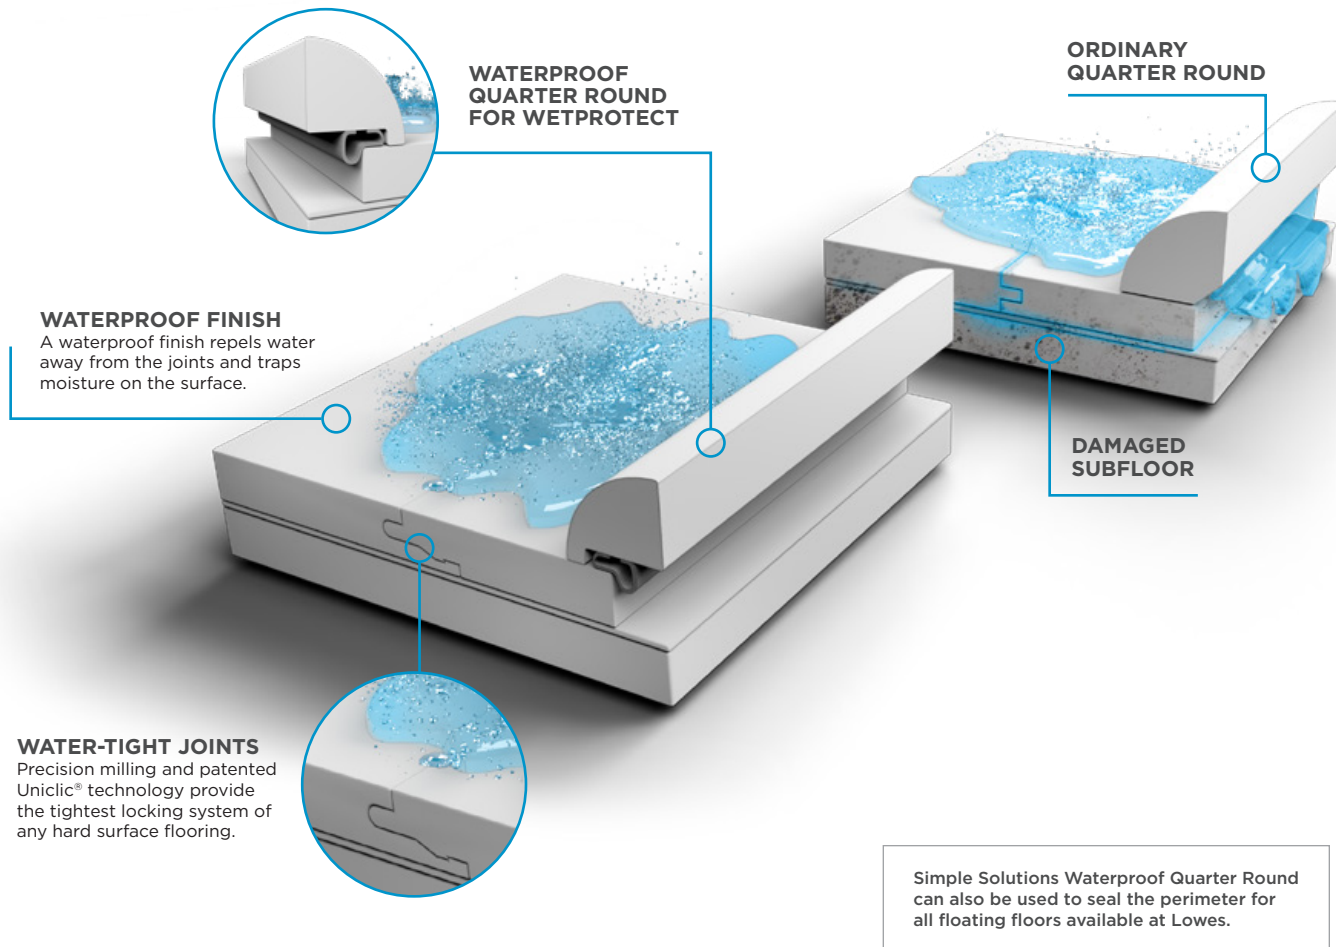 WATERPROOF
QUARTER ROUND
FOR WETPROTECT
ORDINARY
QUARTER ROUND
WATERPROOF FINISH
A waterproof finish repels water
away from the joints and traps
moisture on the surface.
DAMAGED
SUBFLOOR
WATER-TIGHT JOINTS
Precision milling and patented
Uniclic® technology provide
the tightest locking system of
any hard surface flooring.
Simple Solutions Waterproof Quarter Round
can also be used to seal the perimeter for
all floating floors available at Lowes.